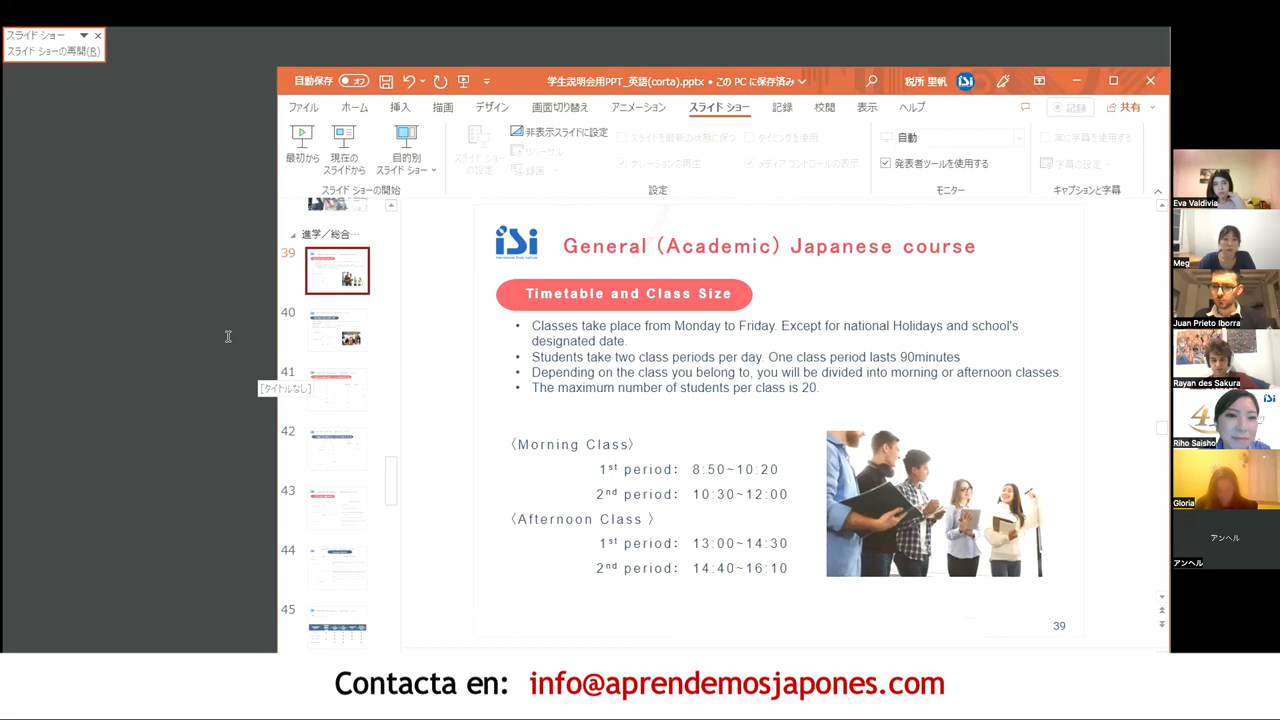 スライド ショー
スライド ショーの再開(R)
自動保存
オフ
学生説明会用PPT_英語(corta).pptx • この PC に保存済み
税所 里帆
ファイル
ホーム
挿入
描画
デザイン
画面切り替え
アニメーション
スライド ショー
記録
校閲
表示
ヘルプ
記録
共有
最初から
現在の
スライドから
目的別
スライド ショー
スライド ショーの開始
スライド ショー
の設定
非表示スライドに設定
リハーサル
録画
スライドを最新の状態に保つ
タイミングを使用
ナレーションの再生
メディア コントロールの表示
設定
自動
発表者ツールを使用する
モニター
常に字幕を使用する
字幕の設定
キャプションと字幕
進学／総合…
39
40
41
[タイトルなし]
42
43
44
45
iSi
International Study Institute
General (Academic) Japanese course
Timetable and Class Size
• Classes take place from Monday to Friday. Except for national Holidays and school's
designated date.
• Students take two class periods per day. One class period lasts 90minutes
• Depending on the class you belong to, you will be divided into morning or afternoon classes.
• The maximum number of students per class is 20.
〈Morning Class〉
1st period： 8:50~10:20
2nd period： 10:30~12:00
〈Afternoon Class 〉
1st period： 13:00~14:30
2nd period： 14:40~16:10
39
Eva Valdivia
Meg
Juan Prieto Iborra
Rayan des Sakura
Riho Saisho
Gloria
アンヘル
アンヘル
Contacta en: info@aprendemosjapones.com